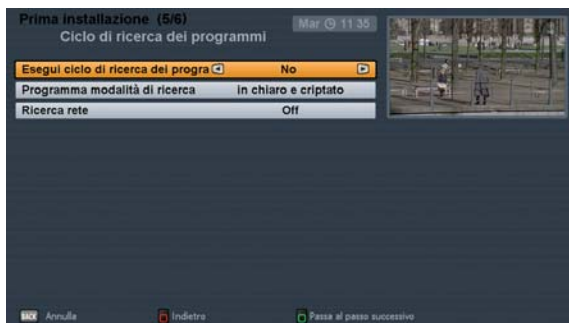 Prima installazione (5/6)
Mar 11 35
Ciclo di ricerca dei programmi
Esegui ciclo di ricerca dei progra No
Programma modalità di ricerca in chiaro e criptato
Ricerca rete Off
BACK Annulla Indietro Passa al passo successivo